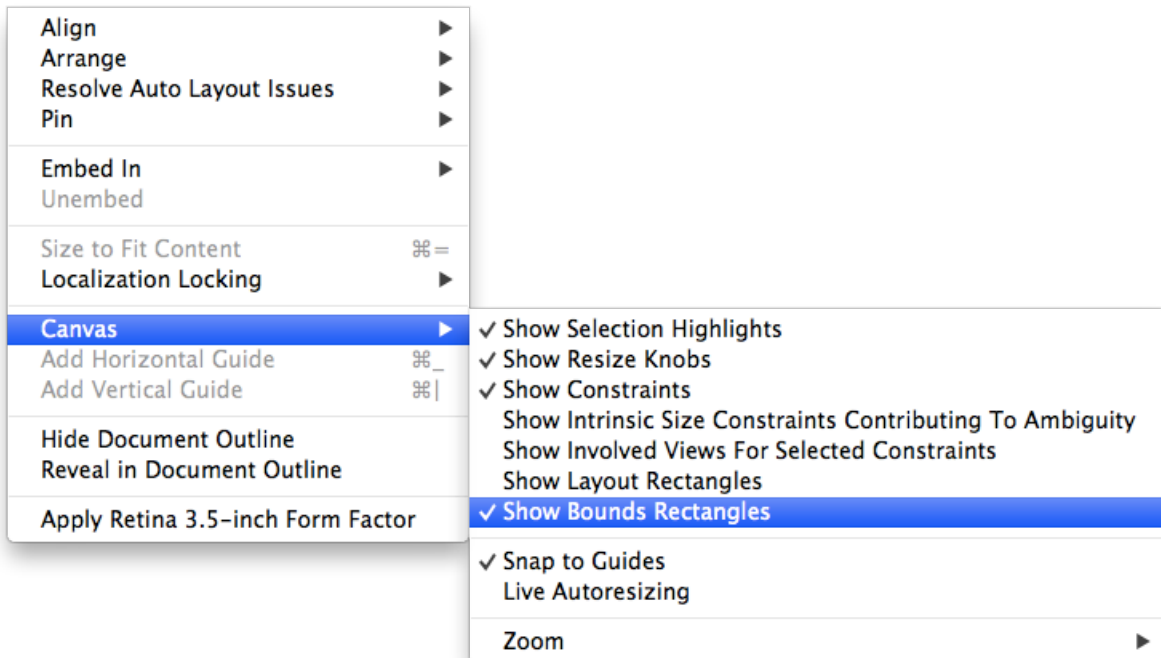 Align
Arrange
Resolve Auto Layout Issues
Pin
Embed In
Unembed
Size to Fit Content ⌘=
Localization Locking
Canvas
Add Horizontal Guide ⌘_
Add Vertical Guide ⌘|
Hide Document Outline
Reveal in Document Outline
Apply Retina 3.5-inch Form Factor
✓ Show Selection Highlights
✓ Show Resize Knobs
✓ Show Constraints
Show Intrinsic Size Constraints Contributing To Ambiguity
Show Involved Views For Selected Constraints
Show Layout Rectangles
✓ Show Bounds Rectangles
✓ Snap to Guides
Live Autoresizing
Zoom